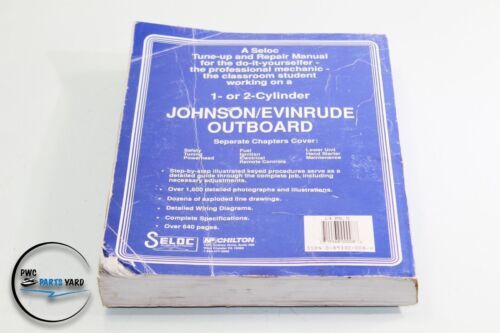 A Seloc
Tune-up and Repair Manual
for the do-it-yourselfer -
the professional mechanic -
the classroom student
working on a
1- or 2-Cylinder
JOHNSON/EVINRUDE
OUTBOARD
Seperate Chapters Cover:
Safety Fuel Lower Unit
Tuning Ignition Hand Starter
Powerhead Electrical Maintenance
Remote Controls
Step-by-step illustrated keyed procedures serve as a
detailed guide through the complete job, including
necessary adjustments.
Over 1,600 detailed photographs and illustrations.
Dozens of exploded line drawings.
Detailed Wiring Diagrams.
Complete Specifications.
Over 640 pages.
SELOC
CHILTON
PWC
PARTS YARD